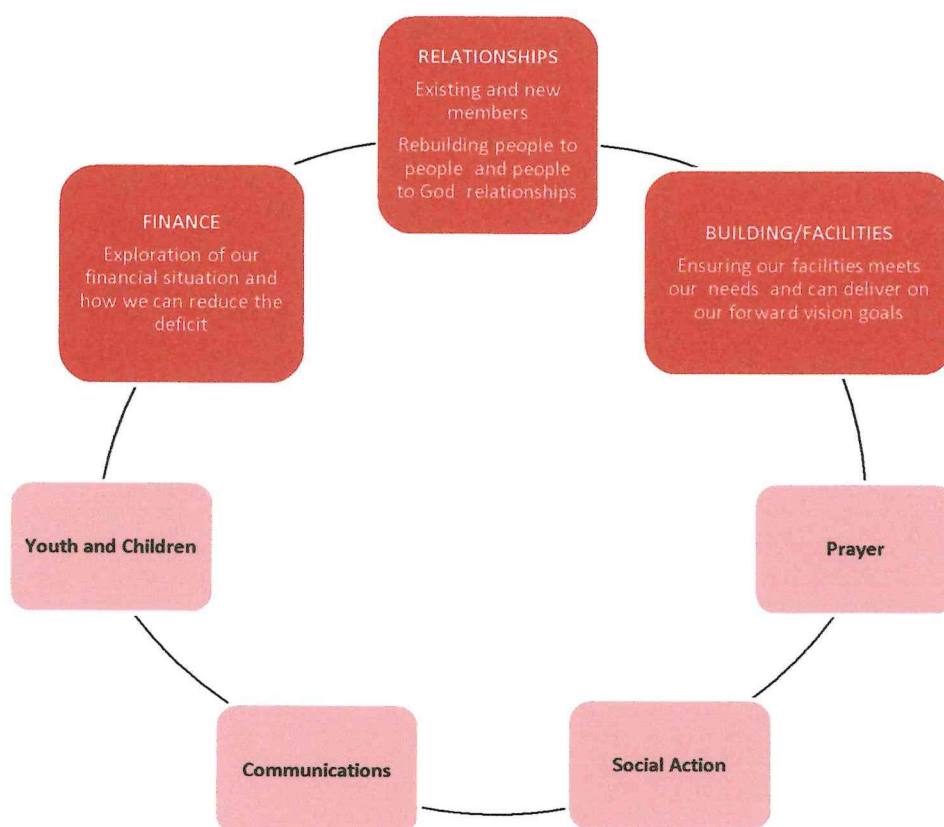 RELATIONSHIPS
Existing and new
members
Rebuilding people to
people and people
to God relationships
FINANCE
Exploration of our
financial situation and
how we can reduce the
deficit
BUILDING/FACILITIES
Ensuring our facilities meets
our needs and can deliver on
our forward vision goals
Youth and Children
Prayer
Communications
Social Action